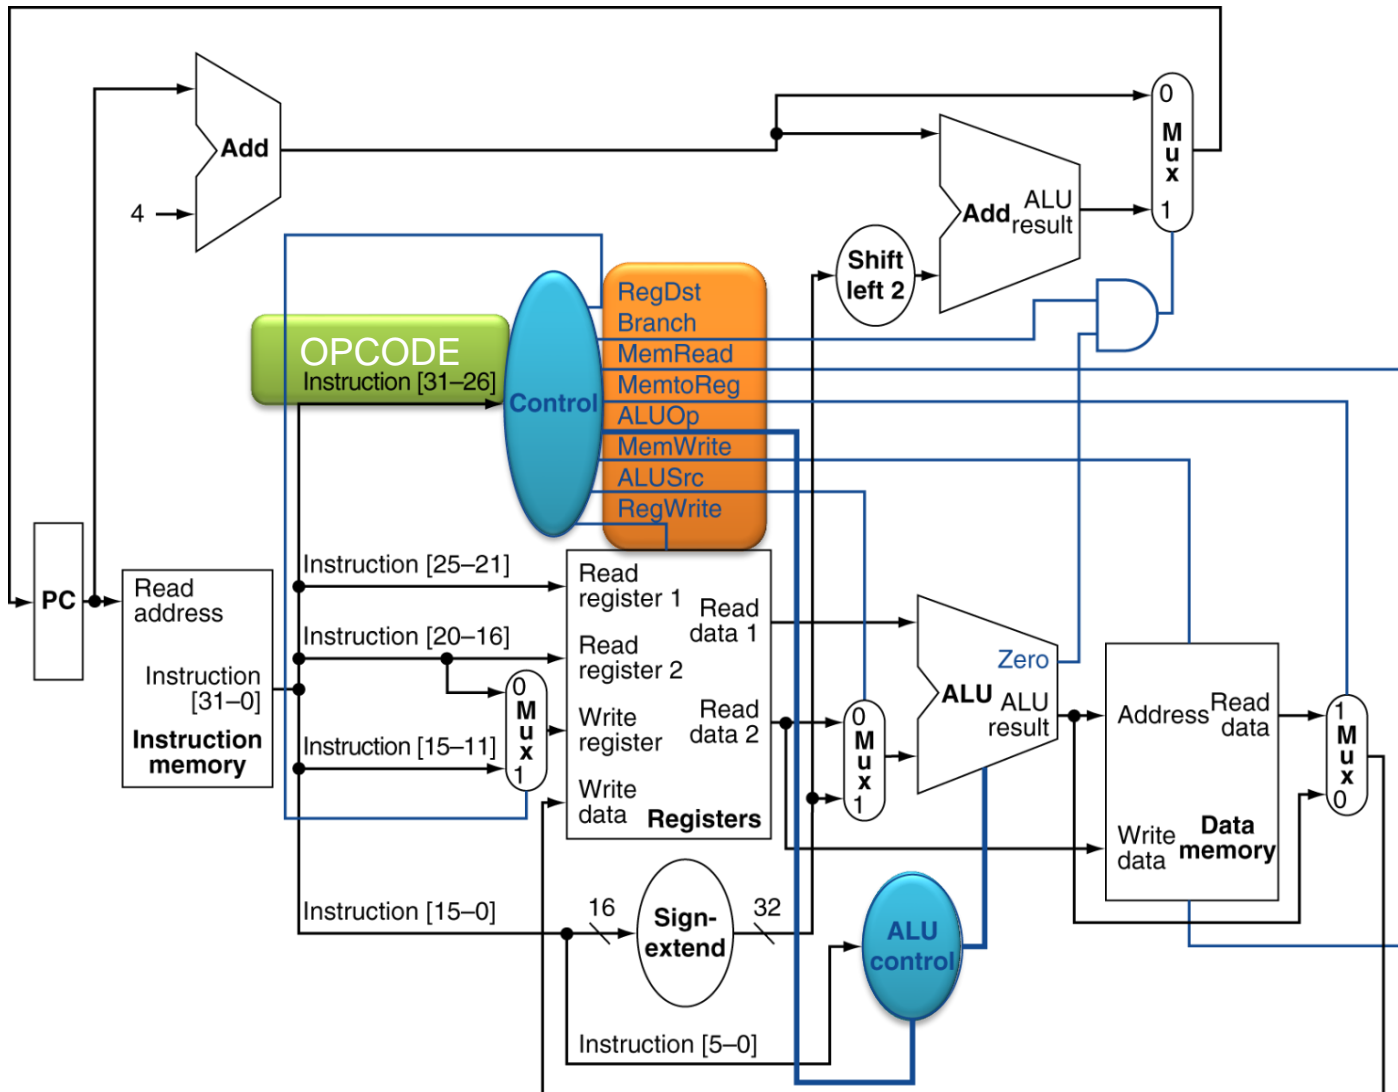 0
M
u
x
1
Add
4
Add
ALU
result
Shift
left 2
RegDst
Branch
MemRead
MemtoReg
ALUOp
MemWrite
ALUSrc
RegWrite
OPCODE
Instruction [31–26]
Control
PC
Read
address
Instruction
[31–0]
Instruction
memory
Instruction [25–21]
Instruction [20–16]
Instruction [15–11]
0
M
u
x
1
Read
register 1
Read
register 2
Write
register
Write
data
Read
data 1
Read
data 2
Registers
0
M
u
x
1
Zero
ALU
ALU
result
Address
Read
data
Write
data
Data
memory
1
M
u
x
0
Instruction [15–0]
16
Sign-
extend
32
ALU
control
Instruction [5–0]